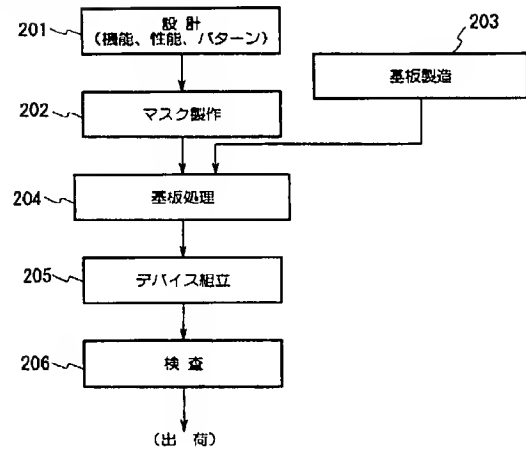 201
設 計
(機能、性能、パターン)
203
基板製造
202
マスク製作
204
基板処理
205
デバイス組立
206
検 査
(出 荷)